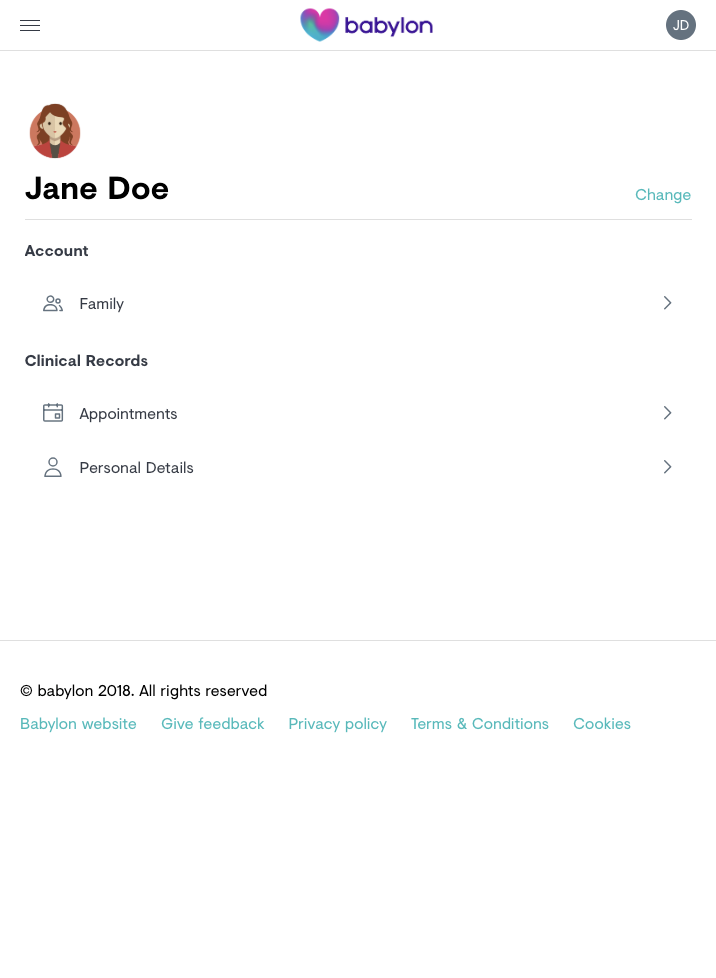 babylon
JD
Jane Doe
Change
Account
Family
Clinical Records
Appointments
Personal Details
© babylon 2018. All rights reserved
Babylon website Give feedback Privacy policy Terms & Conditions Cookies